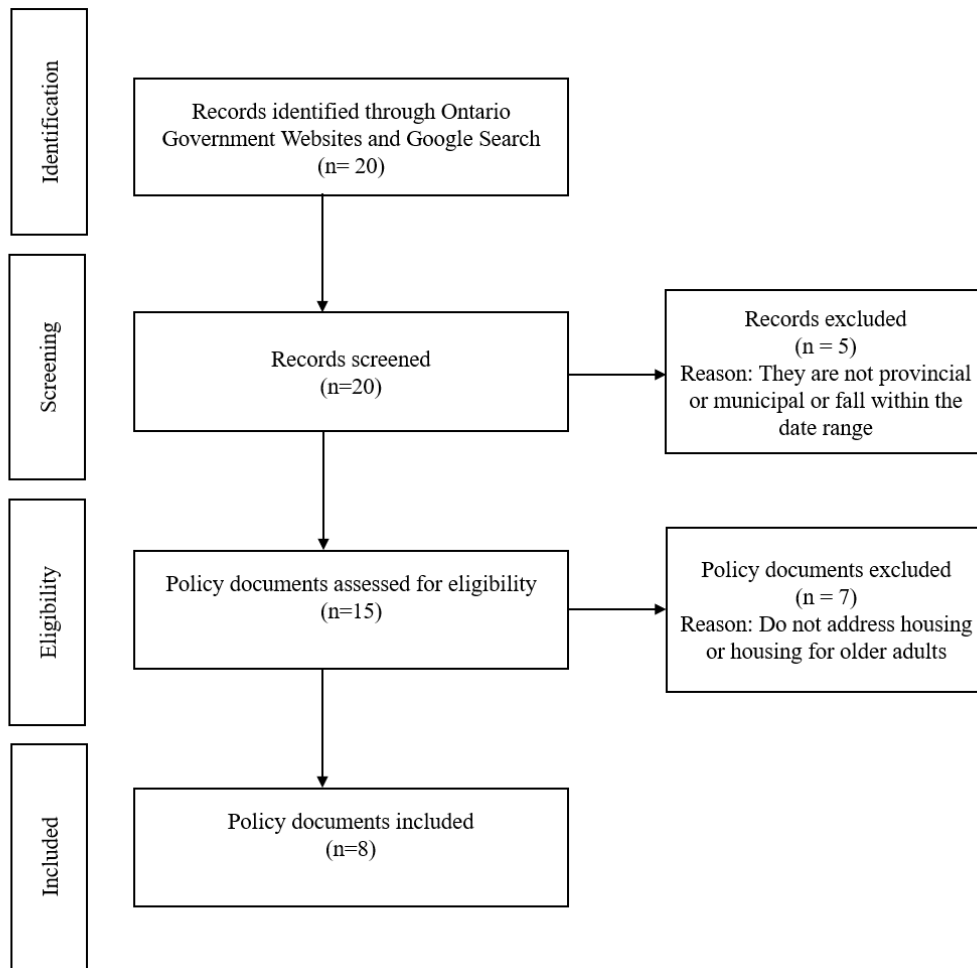 Identification
Records identified through Ontario
Government Websites and Google Search
(n= 20)
Screening
Records screened
(n=20)
Records excluded
(n = 5)
Reason: They are not provincial
or municipal or fall within the
date range
Eligibility
Policy documents assessed for eligibility
(n=15)
Policy documents excluded
(n = 7)
Reason: Do not address housing
or housing for older adults
Included
Policy documents included
(n=8)